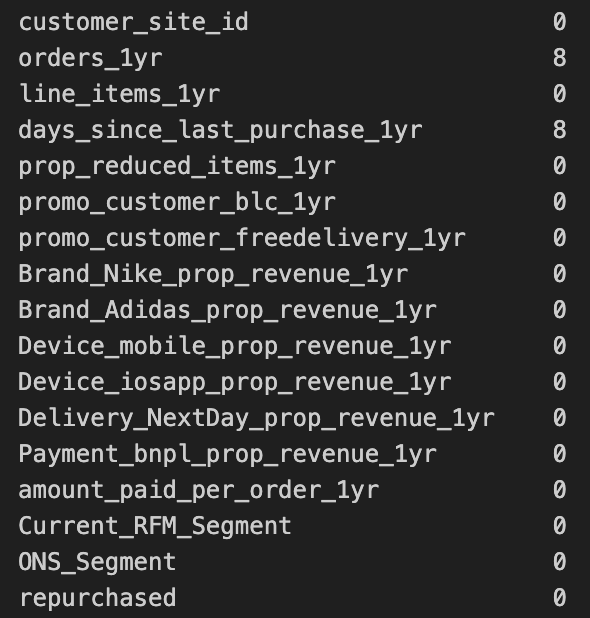 customer_site_id 0
orders_1yr 8
line_items_1yr 0
days_since_last_purchase_1yr 8
prop_reduced_items_1yr 0
promo_customer_blc_1yr 0
promo_customer_freedelivery_1yr 0
Brand_Nike_prop_revenue_1yr 0
Brand_Adidas_prop_revenue_1yr 0
Device_mobile_prop_revenue_1yr 0
Device_iosapp_prop_revenue_1yr 0
Delivery_NextDay_prop_revenue_1yr 0
Payment_bnpl_prop_revenue_1yr 0
amount_paid_per_order_1yr 0
Current_RFM_Segment 0
ONS_Segment 0
repurchased 0